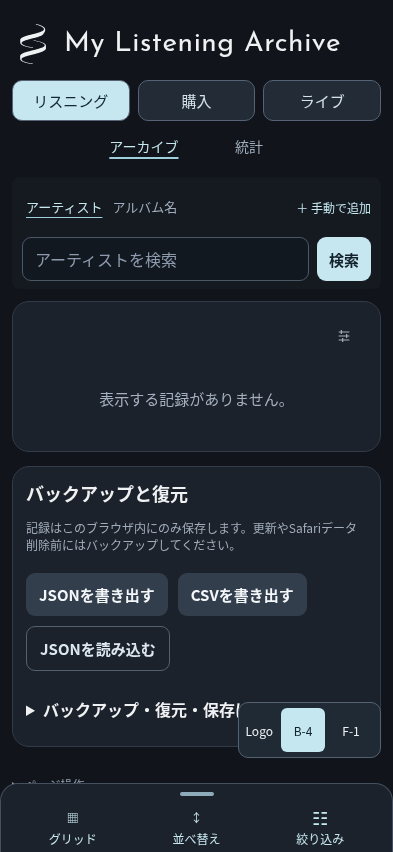 My Listening Archive
リスニング 購入 ライブ
アーカイブ 統計
アーティスト アルバム名 ＋ 手動で追加
アーティストを検索 検索
表示する記録がありません。
バックアップと復元
記録はこのブラウザ内にのみ保存します。更新やSafariデータ
削除前にはバックアップしてください。
JSONを書き出す CSVを書き出す
JSONを読み込む
バックアップ・復元・保存
Logo B-4 F-1
グリッド 並べ替え 絞り込み